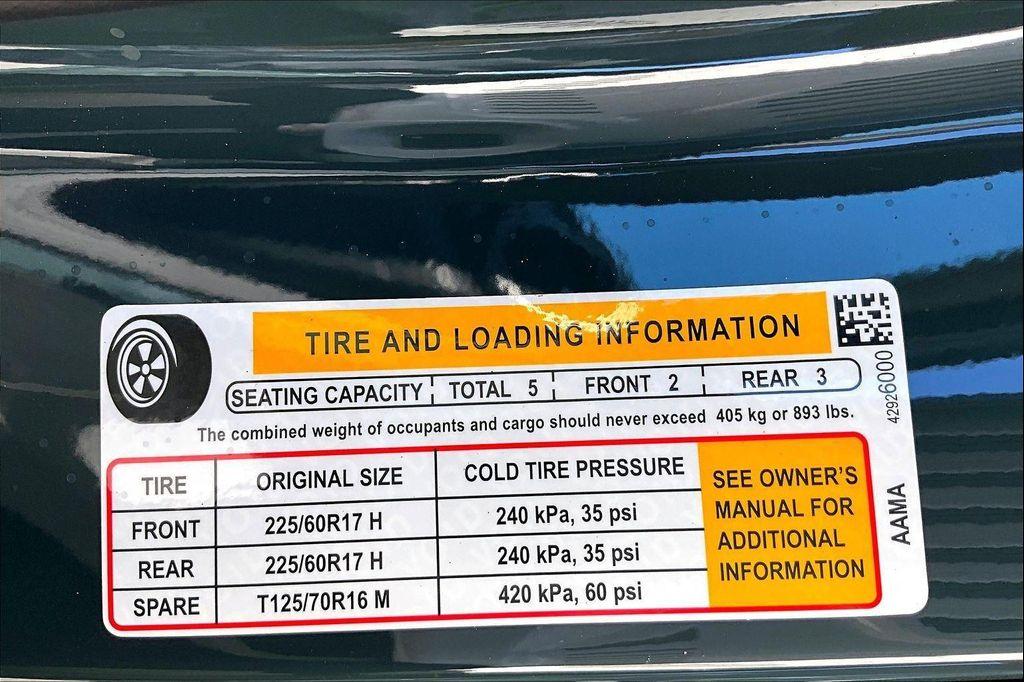 TIRE AND LOADING INFORMATION
SEATING CAPACITY TOTAL 5 FRONT 2 REAR 3
The combined weight of occupants and cargo should never exceed 405 kg or 893 lbs.
TIRE ORIGINAL SIZE COLD TIRE PRESSURE
FRONT 225/60R17 H 240 kPa, 35 psi
REAR 225/60R17 H 240 kPa, 35 psi
SPARE T125/70R16 M 420 kPa, 60 psi
SEE OWNER'S
MANUAL FOR
ADDITIONAL
INFORMATION
42926000
AAMA